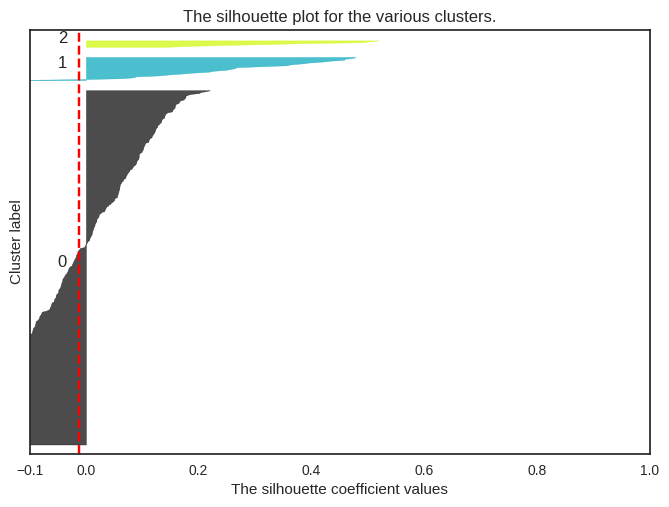 The silhouette plot for the various clusters.
2
1
0
Cluster label
−0.1 0.0 0.2 0.4 0.6 0.8 1.0
The silhouette coefficient values